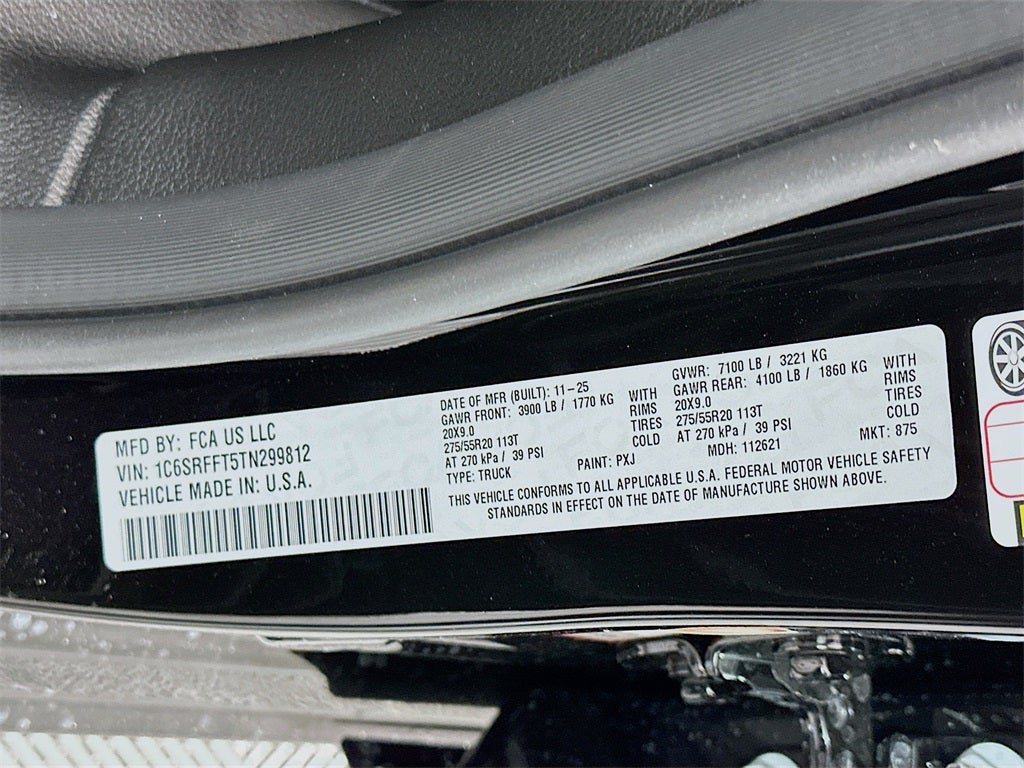 MFD BY: FCA US LLC
VIN: 1C6SRFFT5TN299812
VEHICLE MADE IN: U.S.A.
DATE OF MFR (BUILT): 11-25
GAWR FRONT: 3900 LB / 1770 KG WITH
20X9.0 RIMS
275/55R20 113T TIRES
AT 270 kPa / 39 PSI COLD
TYPE: TRUCK
GVWR: 7100 LB / 3221 KG
GAWR REAR: 4100 LB / 1860 KG WITH
20X9.0 RIMS
275/55R20 113T TIRES
AT 270 kPa / 39 PSI COLD
PAINT: PXJ MDH: 112621 MKT: 875
THIS VEHICLE CONFORMS TO ALL APPLICABLE U.S.A. FEDERAL MOTOR VEHICLE SAFETY
STANDARDS IN EFFECT ON THE DATE OF MANUFACTURE SHOWN ABOVE.